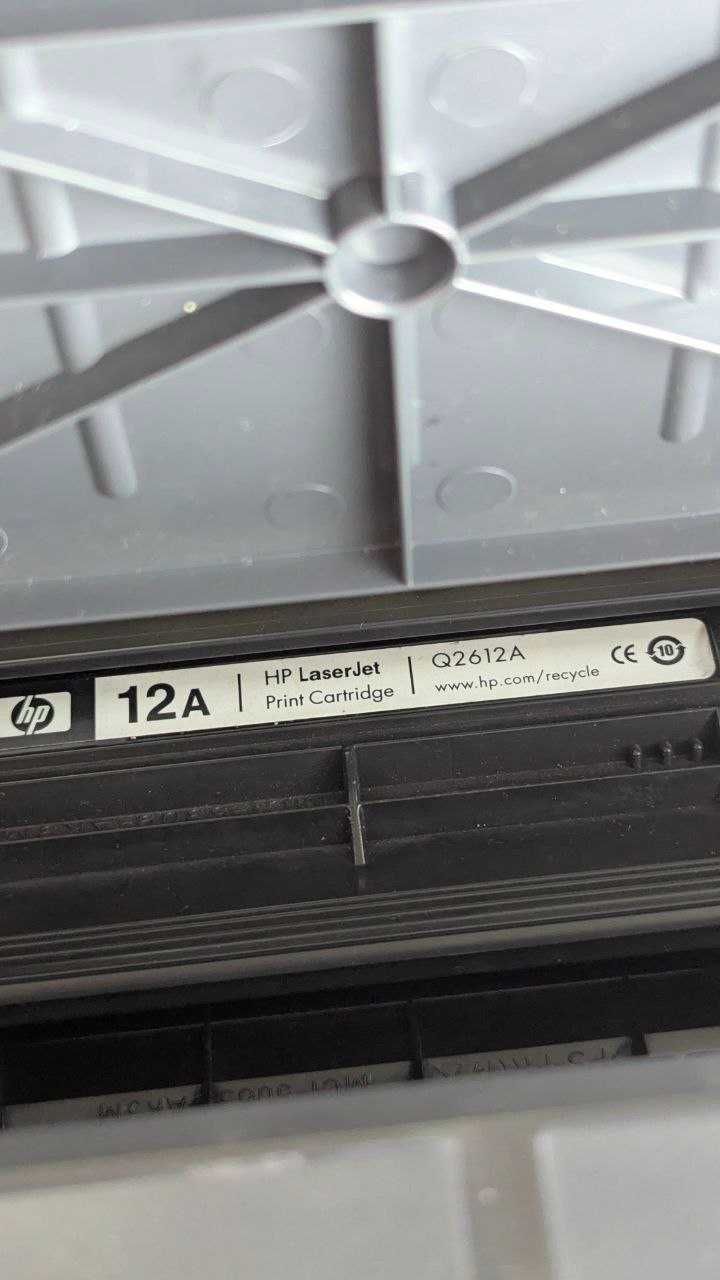 hp
12A
HP LaserJet
Print Cartridge
Q2612A
www.hp.com/recycle
CE
10